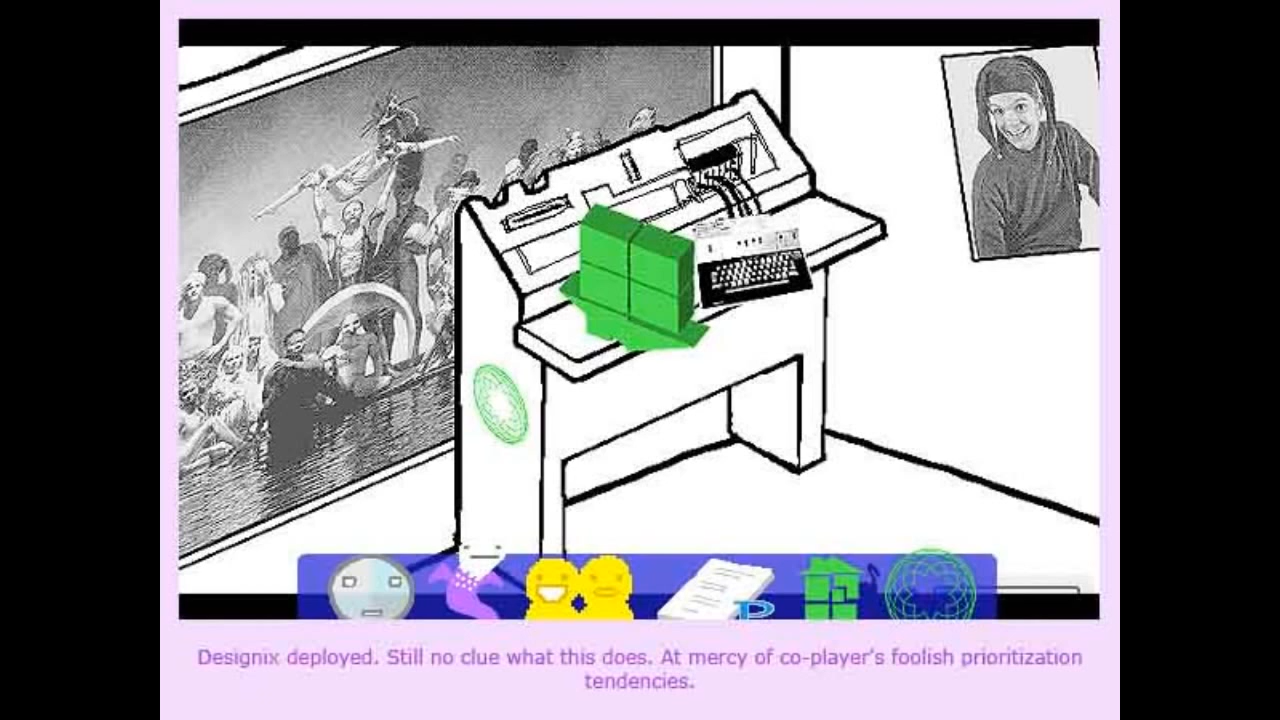 Designix deployed. Still no clue what this does. At mercy of co-player's foolish prioritization
tendencies.